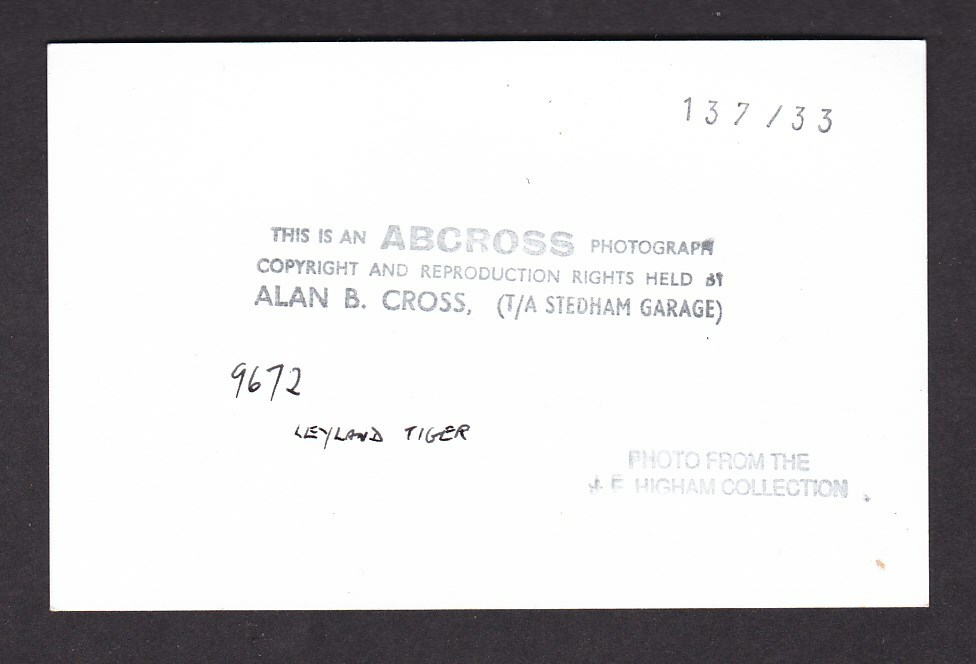 137/33
THIS IS AN ABCROSS PHOTOGRAPH
COPYRIGHT AND REPRODUCTION RIGHTS HELD BY
ALAN B. CROSS, (T/A STEDHAM GARAGE)
9672
LEYLAND TIGER
PHOTO FROM THE
J. E. HIGHAM COLLECTION